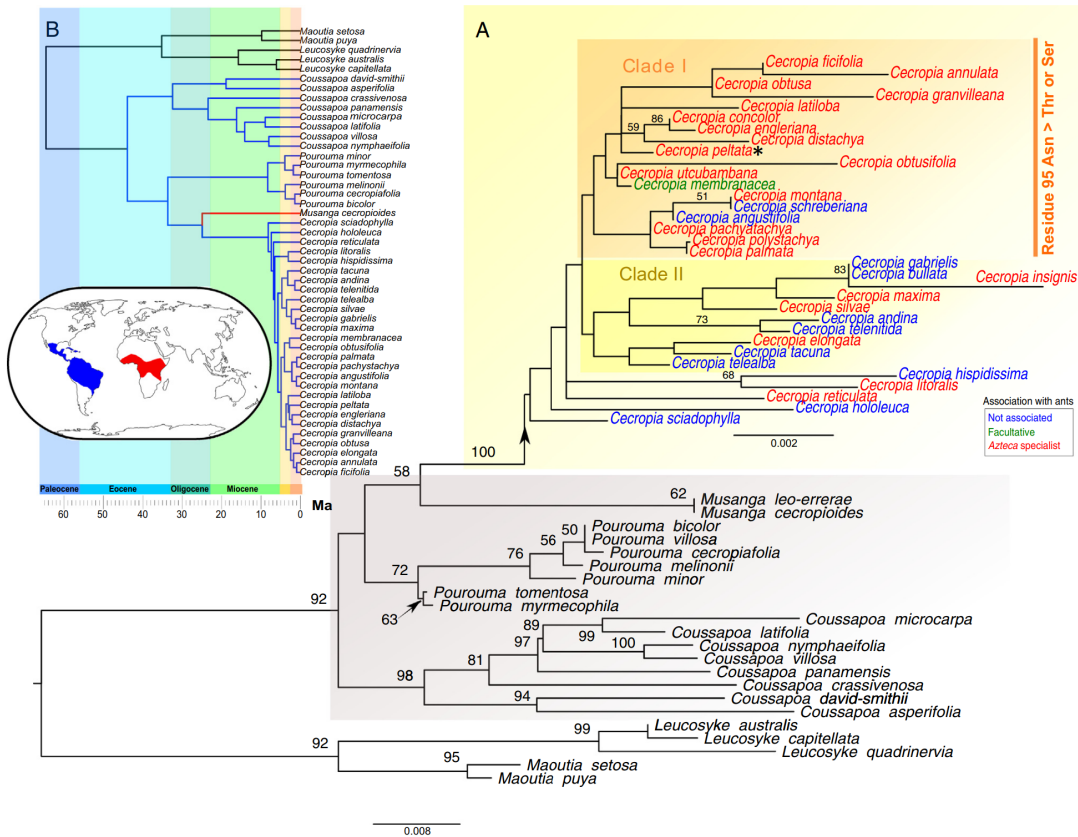 B
Maoutia setosa
Maoutia puya
Leucosyke quadrinervia
Leucosyke australis
Leucosyke capitellata
Coussapoa david-smithii
Coussapoa asperifolia
Coussapoa crassivenosa
Coussapoa panamensis
Coussapoa microcarpa
Coussapoa latifolia
Coussapoa villosa
Coussapoa nymphaeifolia
Pourouma minor
Pourouma myrmecophila
Pourouma tomentosa
Pourouma melinonii
Pourouma cecropiafolia
Pourouma bicolor
Musanga cecropioides
Cecropia sciadophylla
Cecropia hololeuca
Cecropia reticulata
Cecropia litoralis
Cecropia hispidissima
Cecropia tacuna
Cecropia andina
Cecropia telenitida
Cecropia telealba
Cecropia silvae
Cecropia gabrielis
Cecropia maxima
Cecropia membranacea
Cecropia obtusifolia
Cecropia palmata
Cecropia pachystachya
Cecropia angustifolia
Cecropia montana
Cecropia latiloba
Cecropia peltata
Cecropia engleriana
Cecropia distachya
Cecropia granvilleana
Cecropia obtusa
Cecropia elongata
Cecropia annulata
Cecropia ficifolia
Paleocene Eocene Oligocene Miocene
60 50 40 30 20 10 0
Ma
A
Clade I
Cecropia ficifolia
Cecropia annulata
Cecropia obtusa
Cecropia granvilleana
Cecropia latiloba
86
Cecropia concolor
59
Cecropia engleriana
Cecropia distachya
Cecropia peltata*
Cecropia obtusifolia
Cecropia utcubambana
Cecropia membranacea
51
Cecropia montana
Cecropia schreberiana
Cecropia angustifolia
Cecropia pachyatachya
Cecropia polystachya
Cecropia palmata
Residue 95 Asn > Thr or Ser
Clade II
83
Cecropia gabrielis
Cecropia bullata
Cecropia insignis
Cecropia maxima
Cecropia silvae
73
Cecropia andina
Cecropia telenitida
Cecropia elongata
Cecropia tacuna
Cecropia telealba
68
Cecropia hispidissima
Cecropia litoralis
Cecropia reticulata
Cecropia hololeuca
Cecropia sciadophylla
0.002
Association with ants
Not associated
Facultative
Azteca specialist
100
58
62
Musanga leo-errerae
Musanga cecropioides
50
Pourouma bicolor
56
Pourouma villosa
76
Pourouma cecropiafolia
Pourouma melinonii
72
Pourouma minor
Pourouma tomentosa
Pourouma myrmecophila
63
92
89
Coussapoa microcarpa
99
Coussapoa latifolia
97
100
Coussapoa nymphaeifolia
Coussapoa villosa
81
Coussapoa panamensis
98
Coussapoa crassivenosa
94
Coussapoa david-smithii
Coussapoa asperifolia
99
Leucosyke australis
92
Leucosyke capitellata
Leucosyke quadrinervia
95
Maoutia setosa
Maoutia puya
0.008